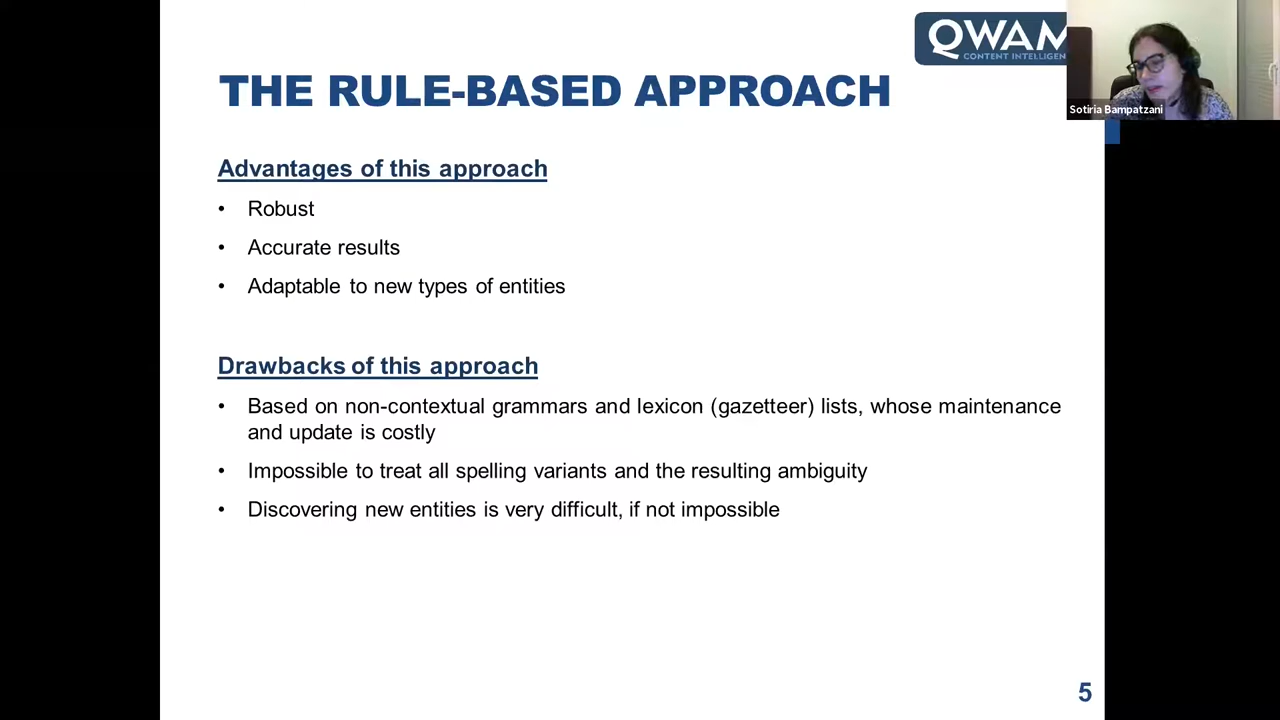 QWAM
CONTENT INTELLIGEN
Sotiria Bampatzani
THE RULE-BASED APPROACH
Advantages of this approach
• Robust
• Accurate results
• Adaptable to new types of entities
Drawbacks of this approach
• Based on non-contextual grammars and lexicon (gazetteer) lists, whose maintenance
and update is costly
• Impossible to treat all spelling variants and the resulting ambiguity
• Discovering new entities is very difficult, if not impossible
5